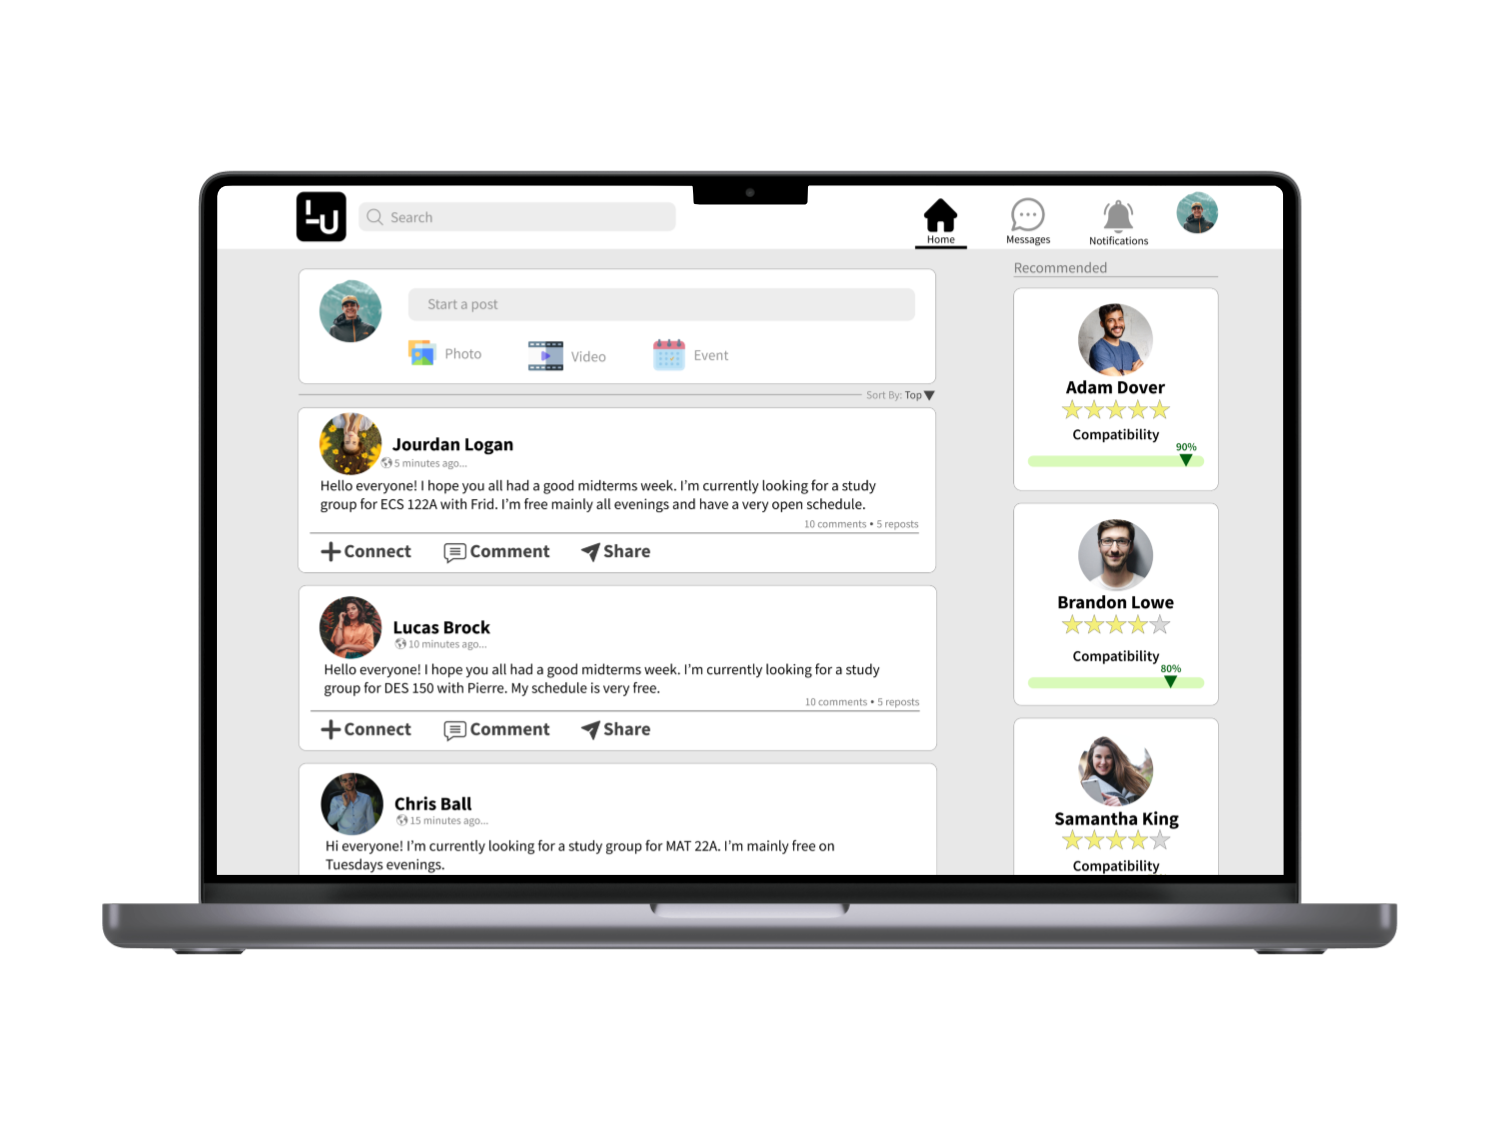 LU
Search
Home
Messages
Notifications
Start a post
Photo
Video
Event
Sort By: Top
Jourdan Logan
5 minutes ago...
Hello everyone! I hope you all had a good midterms week. I'm currently looking for a study
group for ECS 122A with Frid. I'm free mainly all evenings and have a very open schedule.
10 comments • 5 reposts
Connect
Comment
Share
Lucas Brock
10 minutes ago...
Hello everyone! I hope you all had a good midterms week. I'm currently looking for a study
group for DES 150 with Pierre. My schedule is very free.
10 comments • 5 reposts
Connect
Comment
Share
Chris Ball
15 minutes ago...
Hi everyone! I'm currently looking for a study group for MAT 22A. I'm mainly free on
Tuesdays evenings.
Recommended
Adam Dover
Compatibility
90%
Brandon Lowe
Compatibility
80%
Samantha King
Compatibility